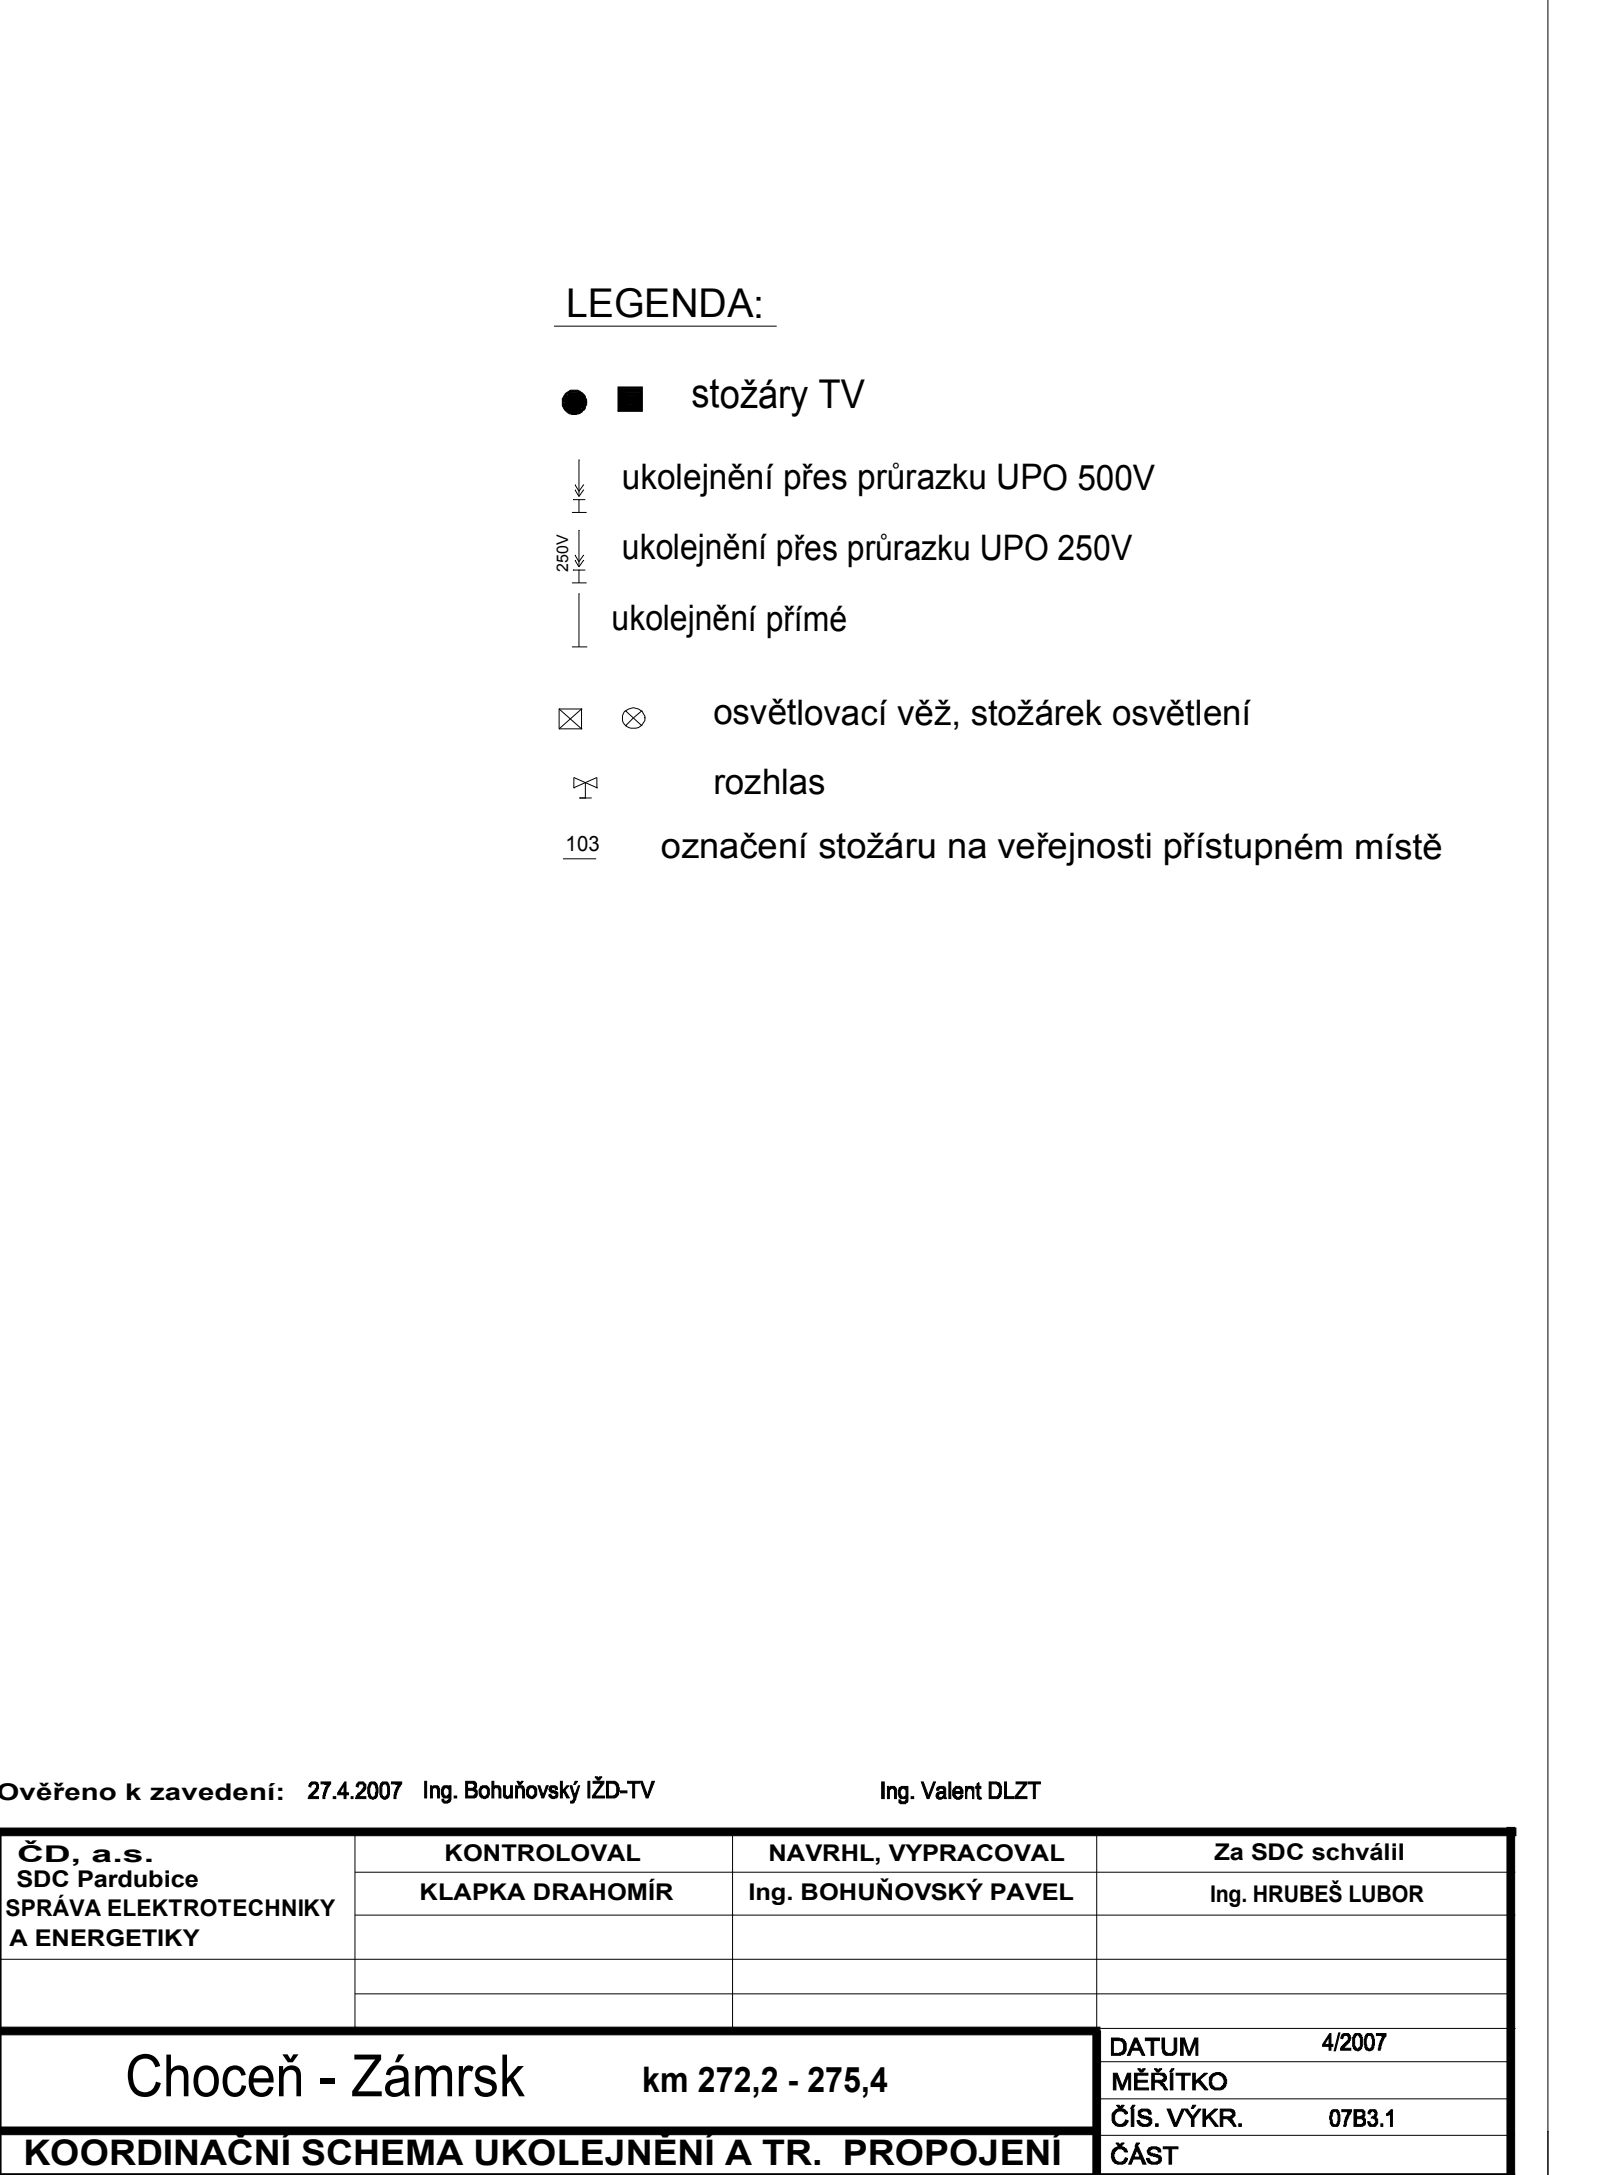 LEGENDA:
stožáry TV
ukolejnění přes průrazku UPO 500V
250V
ukolejnění přes průrazku UPO 250V
ukolejnění přímé
osvětlovací věž, stožárek osvětlení
rozhlas
103 označení stožáru na veřejnosti přístupném místě
Ověřeno k zavedení: 27.4.2007 Ing. Bohuňovský IŽD-TV Ing. Valent DLZT
ČD, a.s.
SDC Pardubice
SPRÁVA ELEKTROTECHNIKY
A ENERGETIKY
KONTROLOVAL NAVRHL, VYPRACOVAL Za SDC schválil
KLAPKA DRAHOMÍR Ing. BOHUŇOVSKÝ PAVEL Ing. HRUBEŠ LUBOR
Choceň - Zámrsk km 272,2 - 275,4
DATUM 4/2007
MĚŘÍTKO
ČÍS. VÝKR. 07B3.1
KOORDINAČNÍ SCHEMA UKOLEJNĚNÍ A TR. PROPOJENÍ
ČÁST